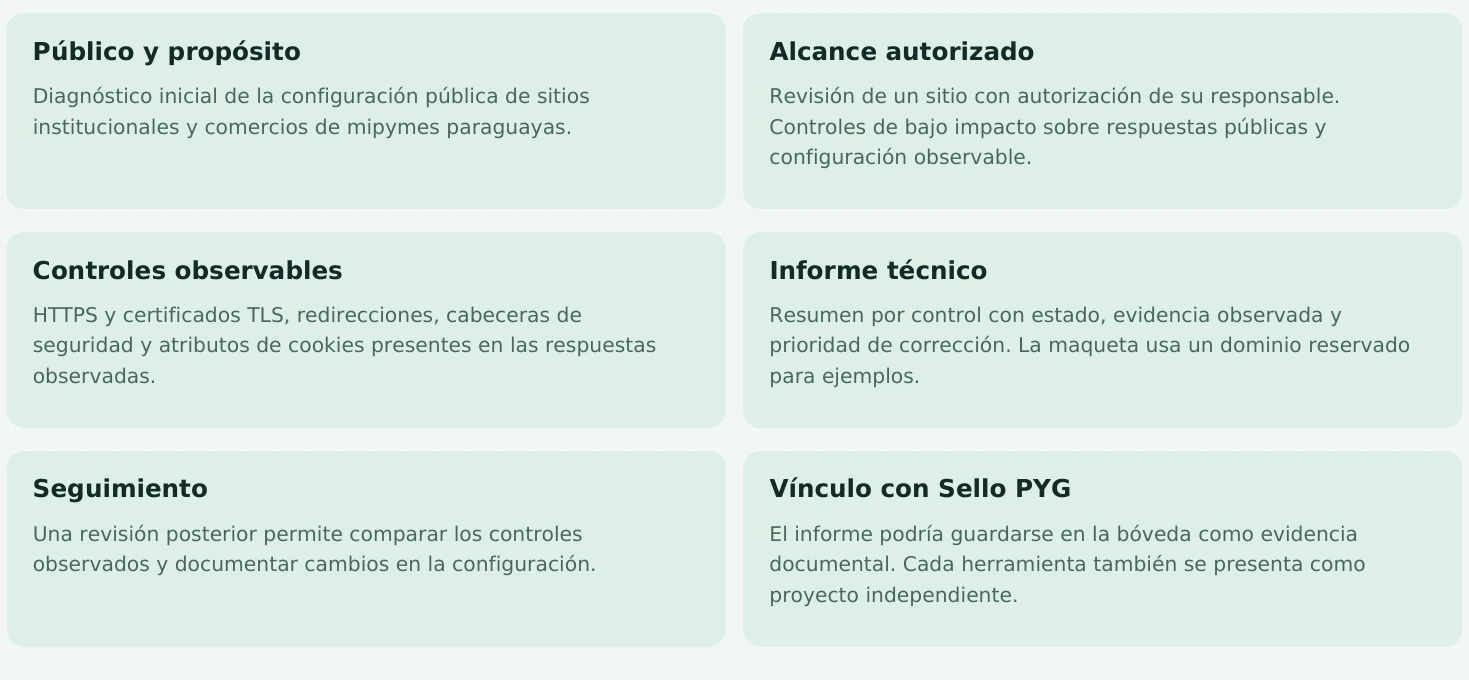 Público y propósito
Diagnóstico inicial de la configuración pública de sitios
institucionales y comercios de mipymes paraguayas.
Alcance autorizado
Revisión de un sitio con autorización de su responsable.
Controles de bajo impacto sobre respuestas públicas y
configuración observable.
Controles observables
HTTPS y certificados TLS, redirecciones, cabeceras de
seguridad y atributos de cookies presentes en las respuestas
observadas.
Informe técnico
Resumen por control con estado, evidencia observada y
prioridad de corrección. La maqueta usa un dominio reservado
para ejemplos.
Seguimiento
Una revisión posterior permite comparar los controles
observados y documentar cambios en la configuración.
Vínculo con Sello PYG
El informe podría guardarse en la bóveda como evidencia
documental. Cada herramienta también se presenta como
proyecto independiente.